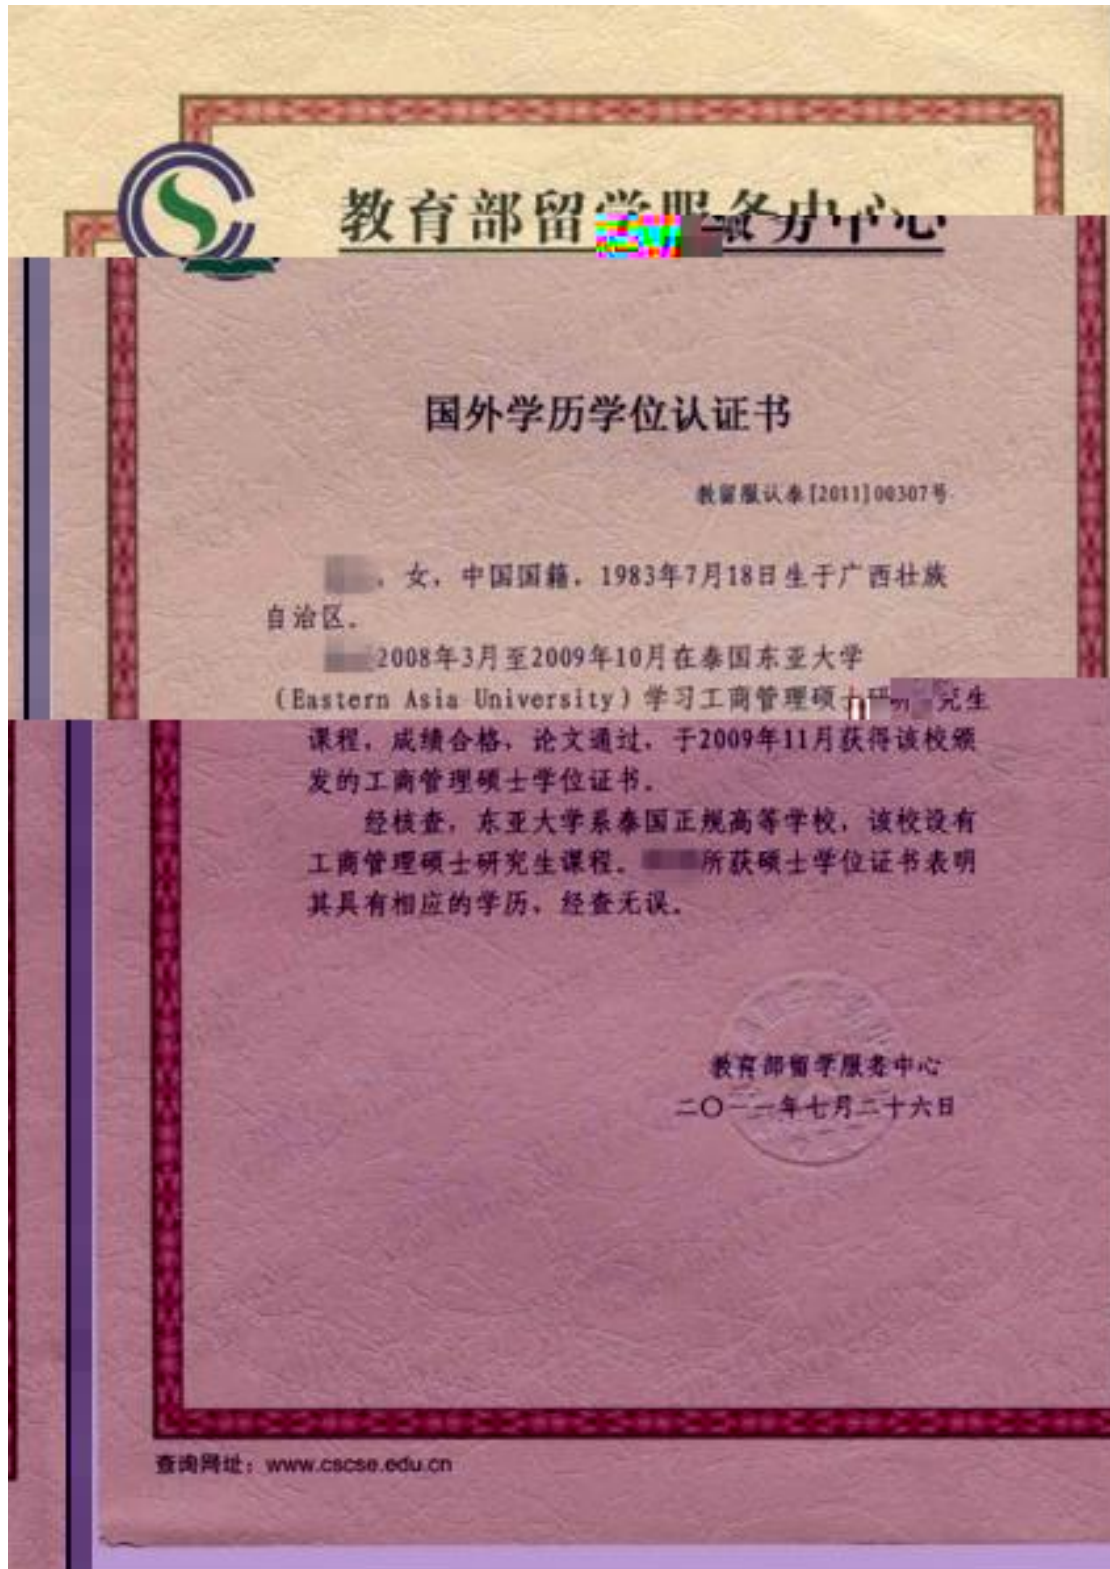 教育部留学服务中心
国外学历学位认证书
教留服认泰[2011]00307号
，女，中国国籍，1983年7月18日生于广西壮族
自治区。
2008年3月至2009年10月在泰国东亚大学
（Eastern Asia University）学习工商管理硕士研究生
课程，成绩合格，论文通过，于2009年11月获得该校颁
发的工商管理硕士学位证书。
经核查，东亚大学系泰国正规高等学校，该校设有
工商管理硕士研究生课程。所获硕士学位证书表明
其具有相应的学历，经查无误。
教育部留学服务中心
二〇一一年七月二十六日
查询网址：www.cscse.edu.cn